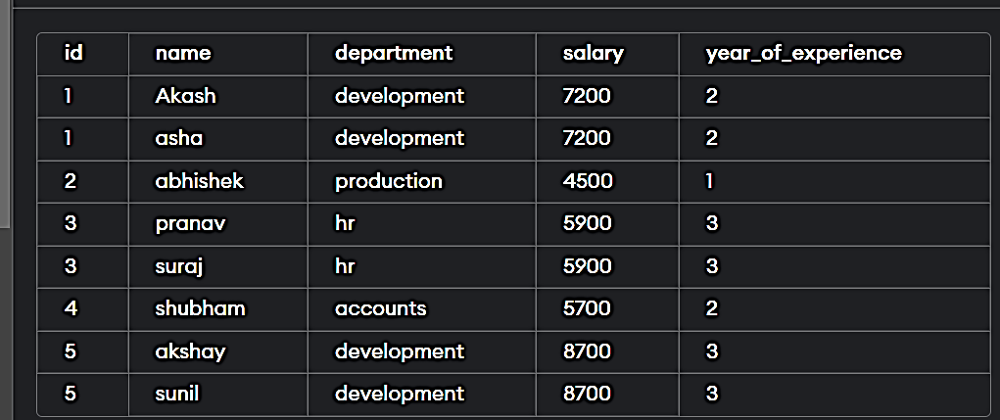 id name department salary year_of_experience
1 Akash development 7200 2
1 asha development 7200 2
2 abhishek production 4500 1
3 pranav hr 5900 3
3 suraj hr 5900 3
4 shubham accounts 5700 2
5 akshay development 8700 3
5 sunil development 8700 3